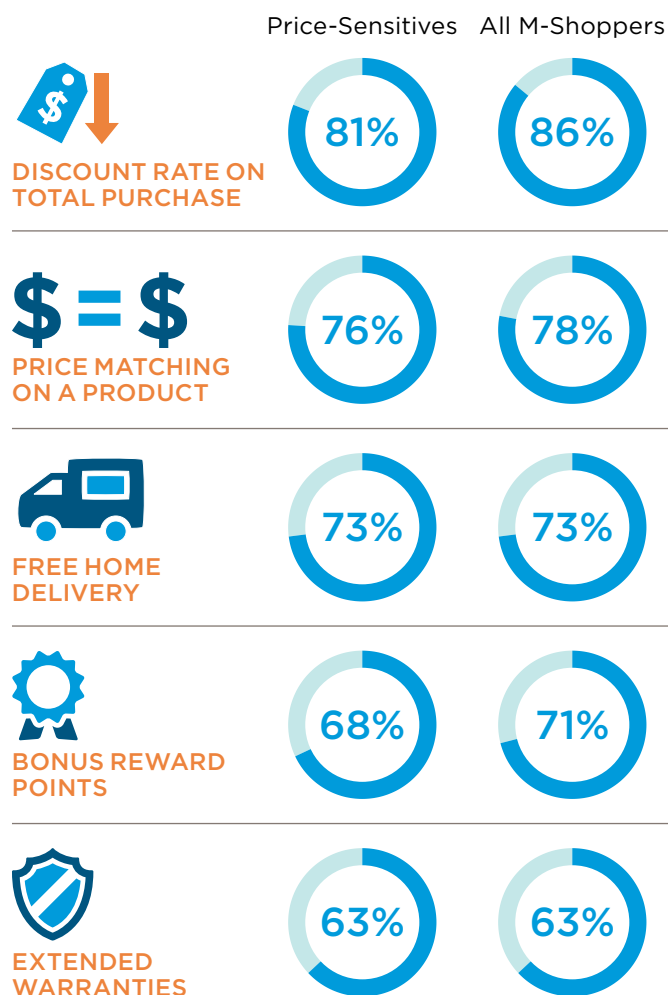 Price-Sensitives All M-Shoppers
$
81% 86%
DISCOUNT RATE ON
TOTAL PURCHASE
$ = $
76% 78%
PRICE MATCHING
ON A PRODUCT
73% 73%
FREE HOME
DELIVERY
68% 71%
BONUS REWARD
POINTS
63% 63%
EXTENDED
WARRANTIES